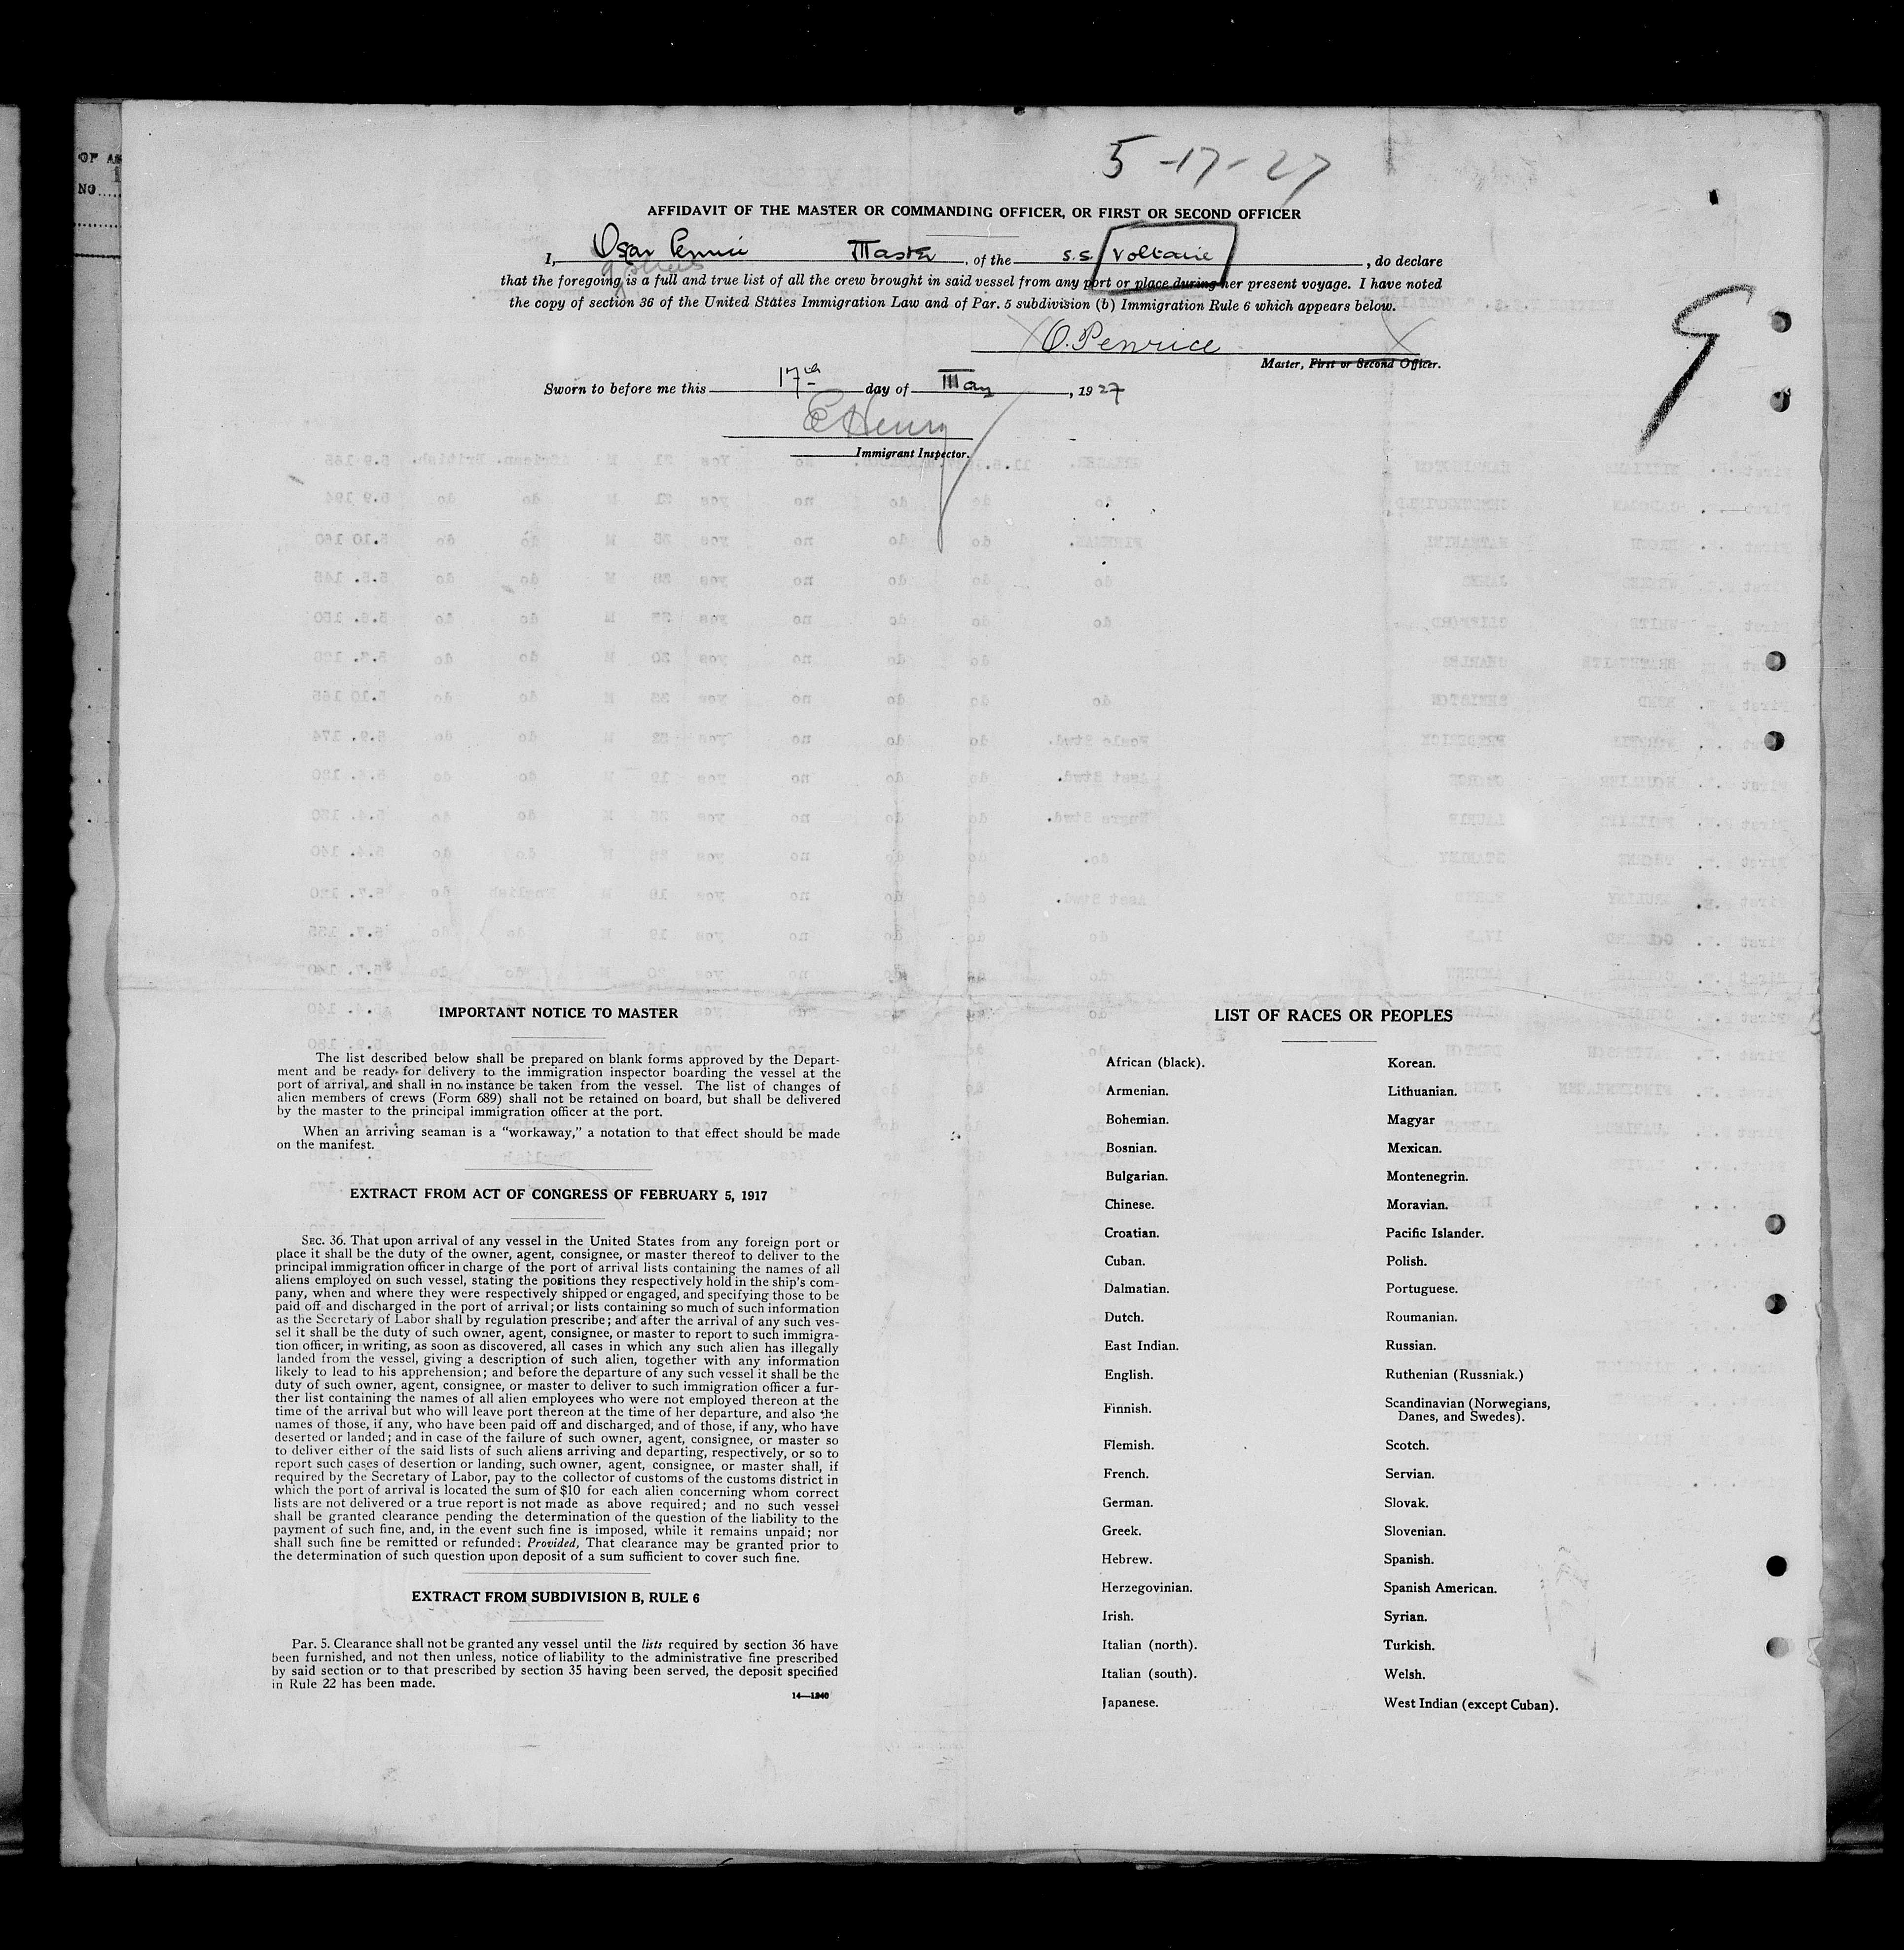 OF
NO
5-17-27
AFFIDAVIT OF THE MASTER OR COMMANDING OFFICER, OR FIRST OR SECOND OFFICER
I, Oscar Penrice Master, of the S.S. Voltaire, do declare
that the foregoing is a full and true list of all the crew brought in said vessel from any port or place during her present voyage. I have noted
the copy of section 36 of the United States Immigration Law and of Par. 5 subdivision (b) Immigration Rule 6 which appears below.
O. Penrice
Master, First or Second Officer.
Sworn to before me this 17th day of May, 1927
E Henry
Immigrant Inspector.
9
IMPORTANT NOTICE TO MASTER
The list described below shall be prepared on blank forms approved by the Depart-
ment and be ready for delivery to the immigration inspector boarding the vessel at the
port of arrival, and shall in no instance be taken from the vessel. The list of changes of
alien members of crews (Form 689) shall not be retained on board, but shall be delivered
by the master to the principal immigration officer at the port.
When an arriving seaman is a “workaway,” a notation to that effect should be made
on the manifest.
EXTRACT FROM ACT OF CONGRESS OF FEBRUARY 5, 1917
SEC. 36. That upon arrival of any vessel in the United States from any foreign port or
place it shall be the duty of the owner, agent, consignee, or master thereof to deliver to the
principal immigration officer in charge of the port of arrival lists containing the names of all
aliens employed on such vessel, stating the positions they respectively hold in the ship's com-
pany, when and where they were respectively shipped or engaged, and specifying those to be
paid off and discharged in the port of arrival; or lists containing so much of such information
as the Secretary of Labor shall by regulation prescribe; and after the arrival of any such ves-
sel it shall be the duty of such owner, agent, consignee, or master to report to such immigra-
tion officer, in writing, as soon as discovered, all cases in which any such alien has illegally
landed from the vessel, giving a description of such alien, together with any information
likely to lead to his apprehension; and before the departure of any such vessel it shall be the
duty of such owner, agent, consignee, or master to deliver to such immigration officer a fur-
ther list containing the names of all alien employees who were not employed thereon at the
time of the arrival but who will leave port thereon at the time of her departure, and also the
names of those, if any, who have been paid off and discharged, and of those, if any, who have
deserted or landed; and in case of the failure of such owner, agent, consignee, or master so
to deliver either of the said lists of such aliens arriving and departing, respectively, or so to
report such cases of desertion or landing, such owner, agent, consignee, or master shall, if
required by the Secretary of Labor, pay to the collector of customs of the customs district in
which the port of arrival is located the sum of $10 for each alien concerning whom correct
lists are not delivered or a true report is not made as above required; and no such vessel
shall be granted clearance pending the determination of the question of the liability to the
payment of such fine, and, in the event such fine is imposed, while it remains unpaid; nor
shall such fine be remitted or refunded: Provided, That clearance may be granted prior to
the determination of such question upon deposit of a sum sufficient to cover such fine.
EXTRACT FROM SUBDIVISION B, RULE 6
Par. 5. Clearance shall not be granted any vessel until the lists required by section 36 have
been furnished, and not then unless, notice of liability to the administrative fine prescribed
by said section or to that prescribed by section 35 having been served, the deposit specified
in Rule 22 has been made.
14—1240
LIST OF RACES OR PEOPLES
African (black).
Armenian.
Bohemian.
Bosnian.
Bulgarian.
Chinese.
Croatian.
Cuban.
Dalmatian.
Dutch.
East Indian.
English.
Finnish.
Flemish.
French.
German.
Greek.
Hebrew.
Herzegovinian.
Irish.
Italian (north).
Italian (south).
Japanese.
Korean.
Lithuanian.
Magyar
Mexican.
Montenegrin.
Moravian.
Pacific Islander.
Polish.
Portuguese.
Roumanian.
Russian.
Ruthenian (Russniak.)
Scandinavian (Norwegians,
Danes, and Swedes).
Scotch.
Servian.
Slovak.
Slovenian.
Spanish.
Spanish American.
Syrian.
Turkish.
Welsh.
West Indian (except Cuban).